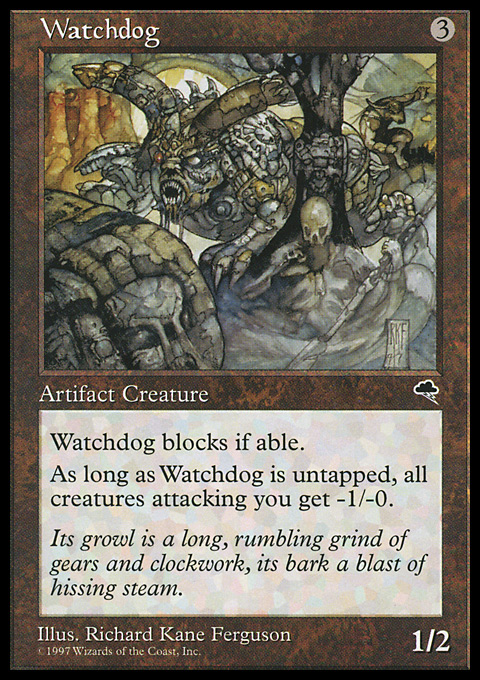 Watchdog 3
RKF
97
Artifact Creature
Watchdog blocks if able.
As long as Watchdog is untapped, all
creatures attacking you get -1/-0.
Its growl is a long, rumbling grind of
gears and clockwork, its bark a blast of
hissing steam.
Illus. Richard Kane Ferguson
©1997 Wizards of the Coast, Inc.
1/2